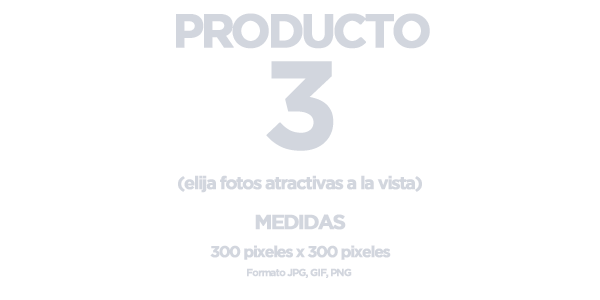 PRODUCTO
3
(elija fotos atractivas a la vista)
MEDIDAS
300 pixeles x 300 pixeles
Formato JPG, GIF, PNG